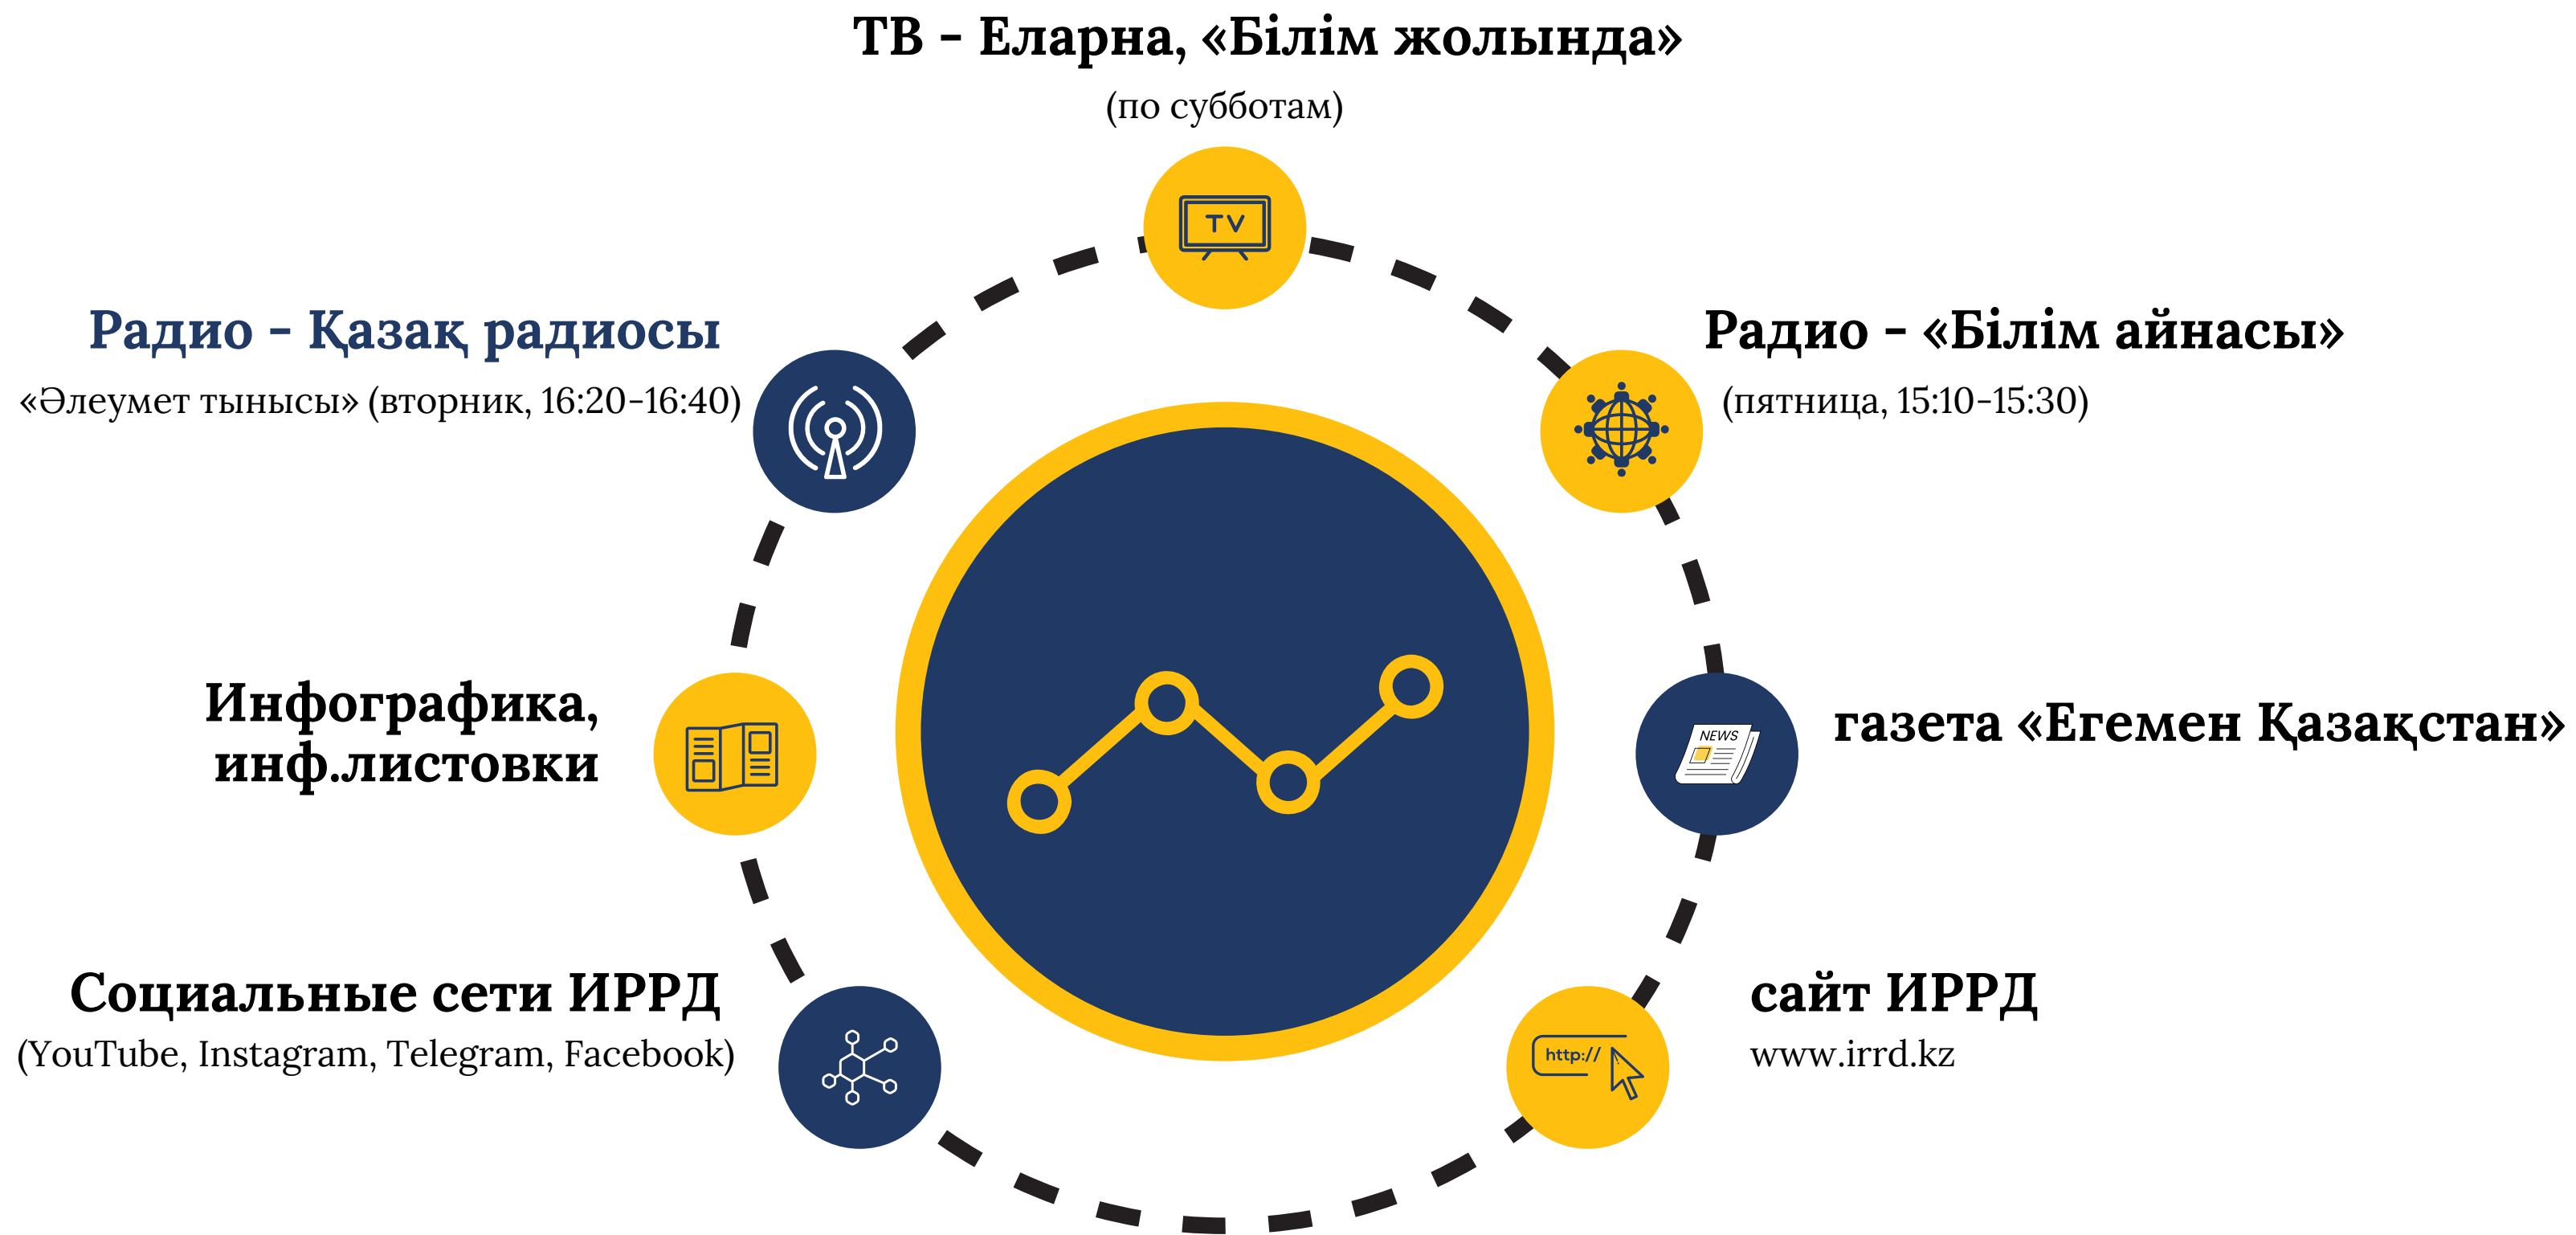 ТВ - Еларна, «Білім жолында»
(по субботам)
TV
Радио - Қазақ радиосы
«Әлеумет тынысы» (вторник, 16:20-16:40)
Радио - «Білім айнасы»
(пятница, 15:10-15:30)
Инфографика,
инф.листовки
NEWS
газета «Егемен Қазақстан»
Социальные сети ИРРД
(YouTube, Instagram, Telegram, Facebook)
http://
сайт ИРРД
www.irrd.kz